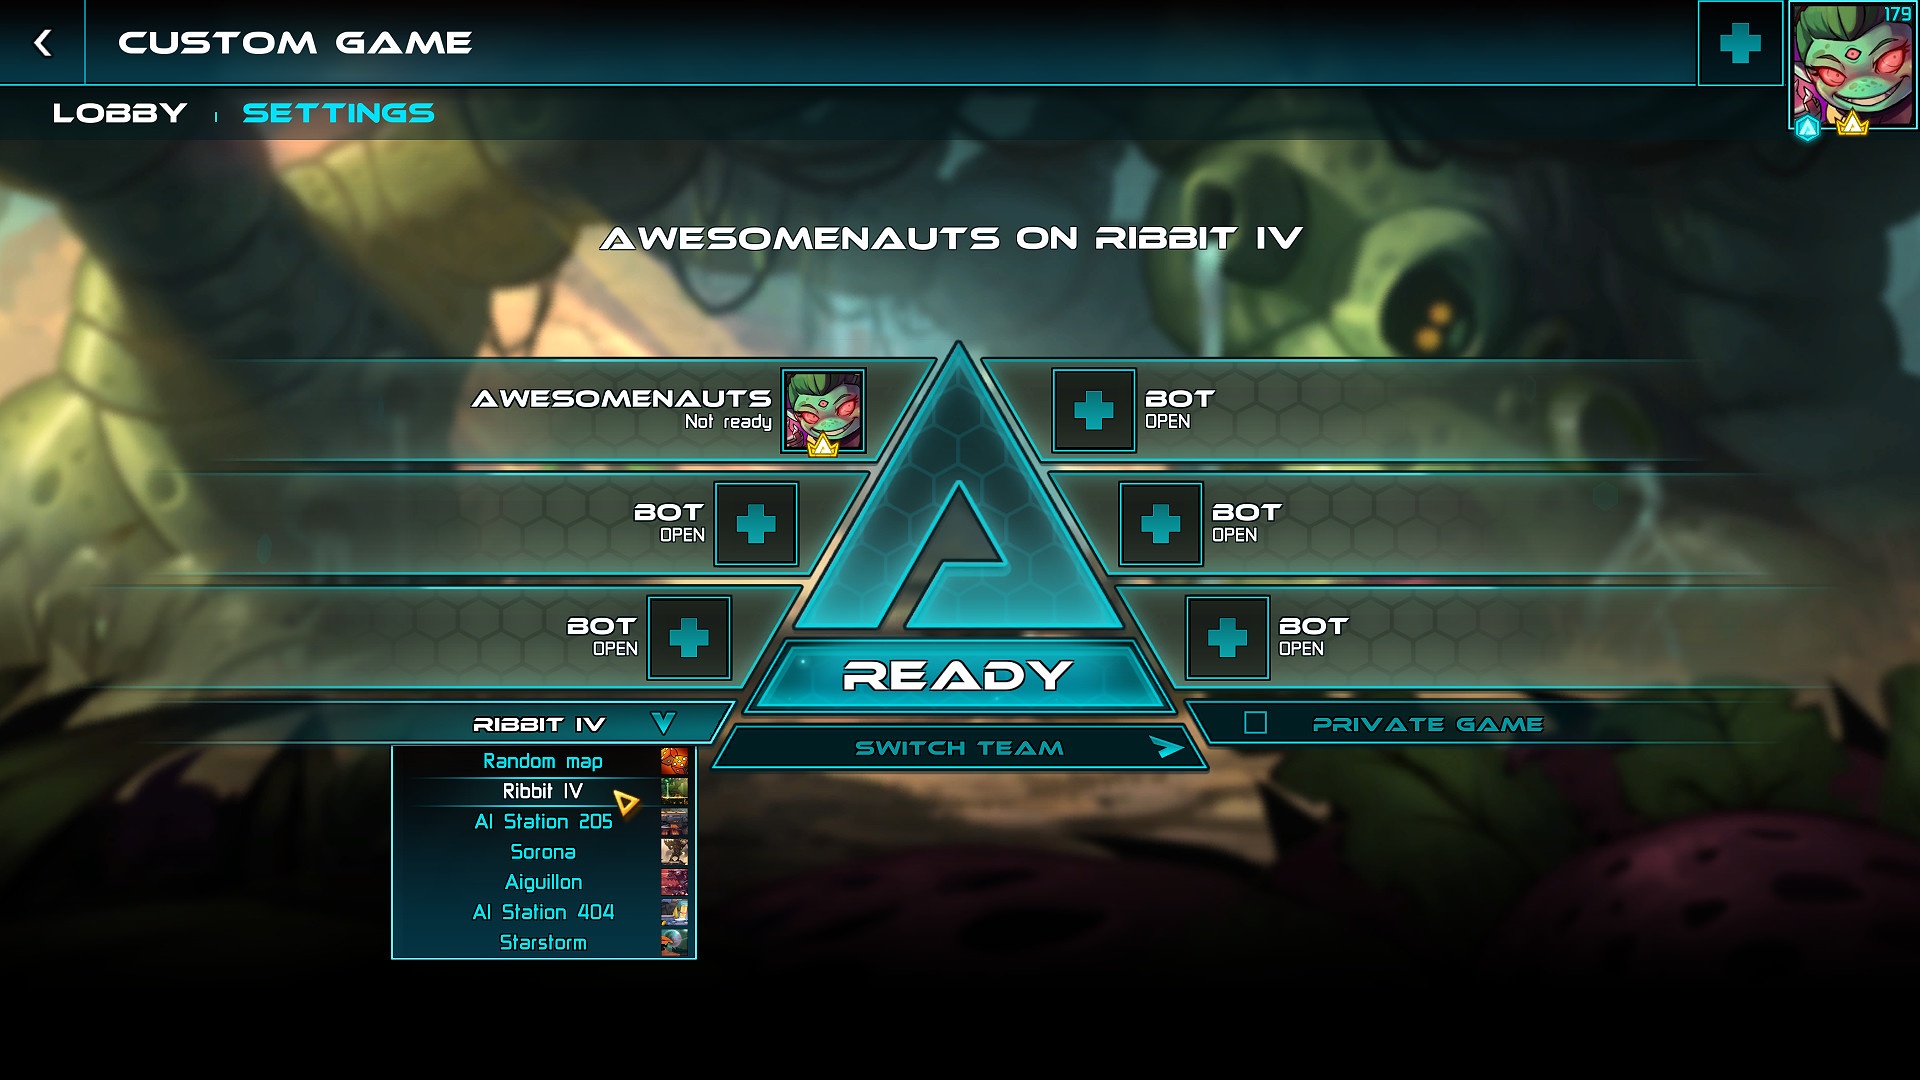 CUSTOM GAME
179
LOBBY
SETTINGS
AWESOMENAUTS ON RIBBIT IV
AWESOMENAUTS
Not ready
BOT
OPEN
BOT
OPEN
BOT
OPEN
BOT
OPEN
BOT
OPEN
READY
RIBBIT IV
PRIVATE GAME
SWITCH TEAM
Random map
Ribbit IV
AI Station 205
Sorona
Aiguillon
AI Station 404
Starstorm